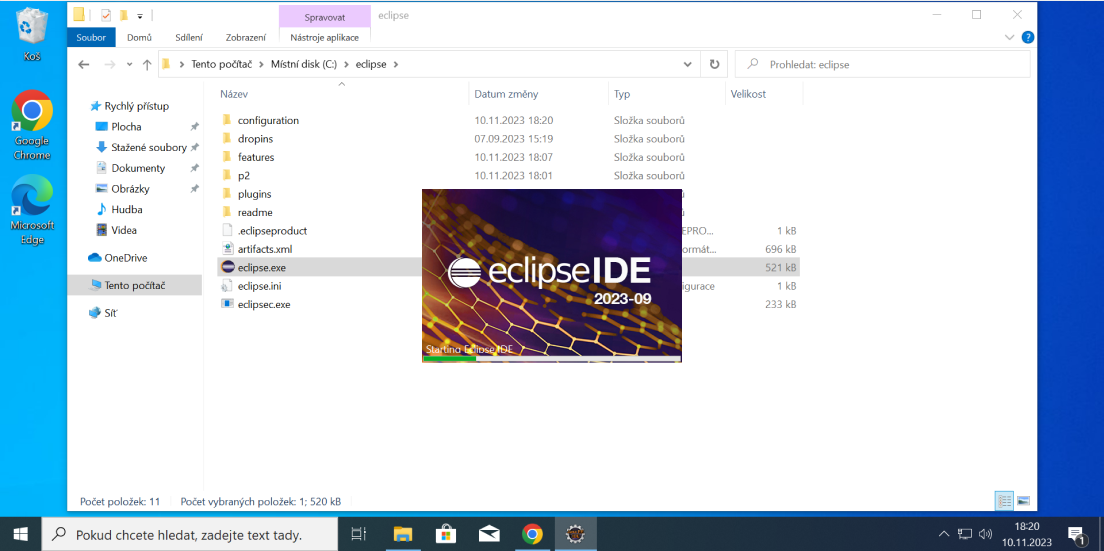 Spravovat
eclipse
Soubor
Domů
Sdílení
Zobrazení
Nástroje aplikace
Tento počítač > Místní disk (C:) > eclipse >
Prohledat: eclipse
Koš
Google
Chrome
Microsoft
Edge
Rychlý přístup
Plocha
Stažené soubory
Dokumenty
Obrázky
Hudba
Videa
OneDrive
Tento počítač
Síť
Název
Datum změny
Typ
Velikost
configuration 10.11.2023 18:20 Složka souborů
dropins 07.09.2023 15:19 Složka souborů
features 10.11.2023 18:07 Složka souborů
p2 10.11.2023 18:01 Složka souborů
plugins
readme
.eclipseproduct EPRO... 1 kB
artifacts.xml ormát... 696 kB
eclipse.exe 521 kB
eclipse.ini igurace 1 kB
eclipsec.exe 233 kB
eclipseIDE
2023-09
Starting Eclipse IDE
Počet položek: 11
Počet vybraných položek: 1; 520 kB
Pokud chcete hledat, zadejte text tady.
18:20
10.11.2023
1